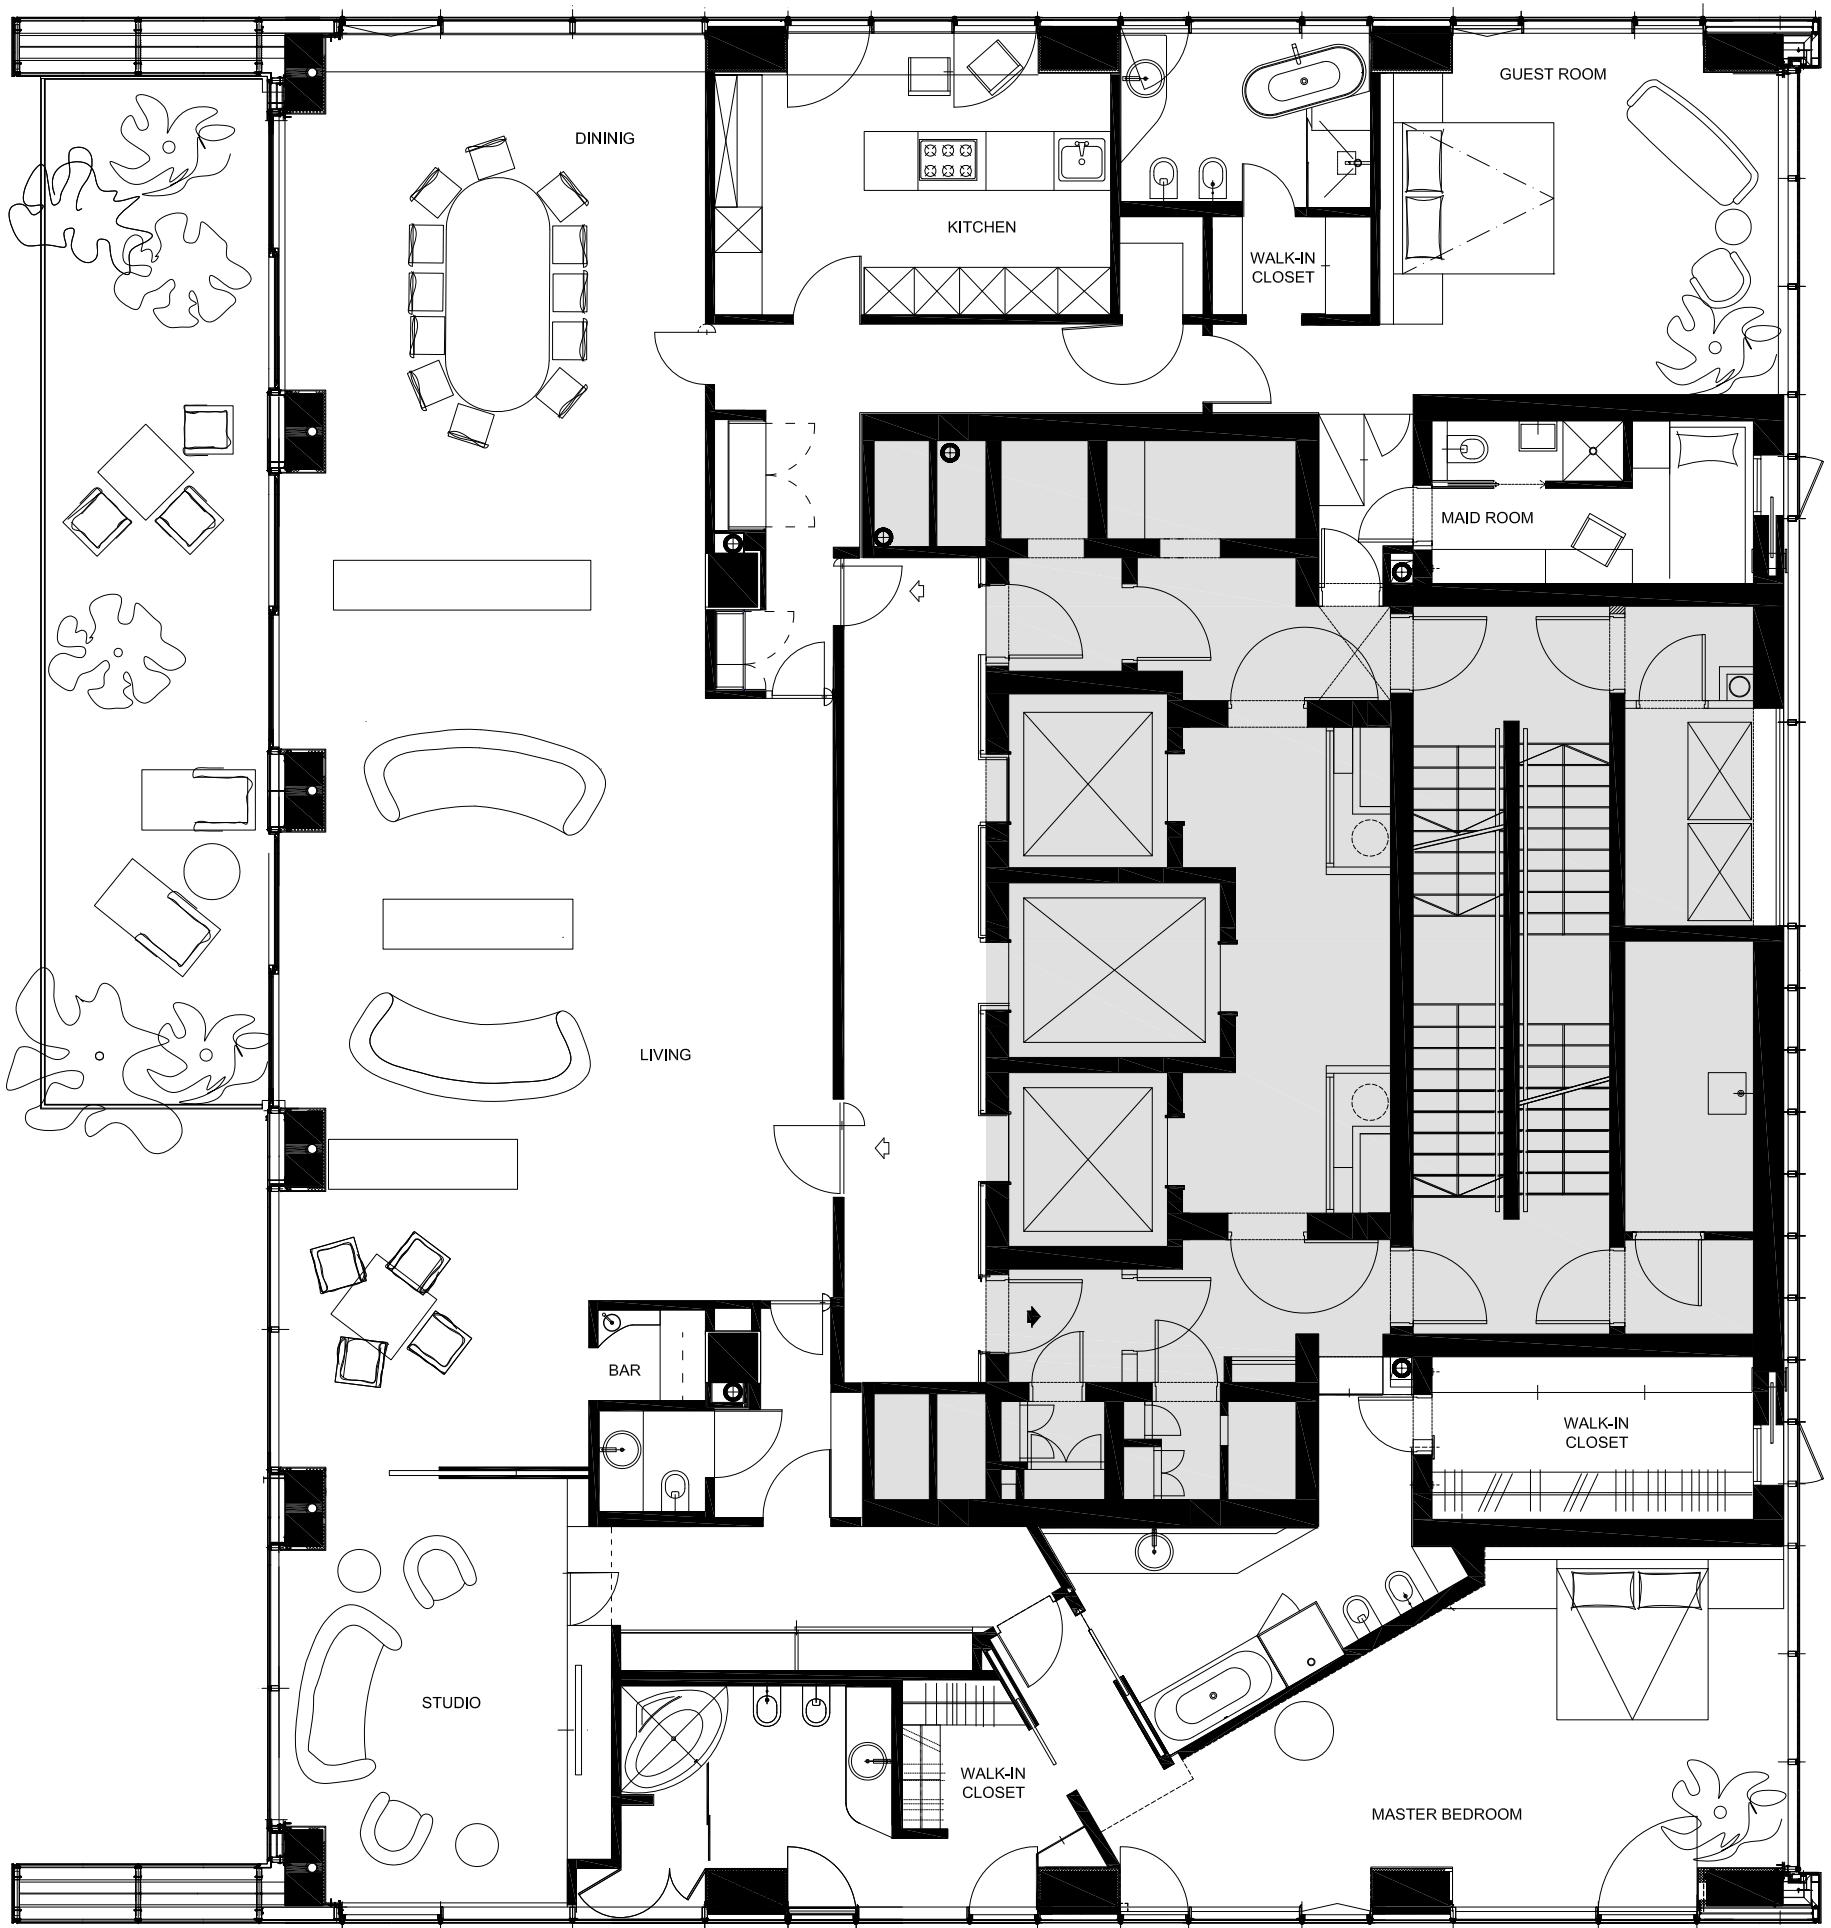 GUEST ROOM
DININIG
KITCHEN
WALK-IN
CLOSET
MAID ROOM
LIVING
BAR
WALK-IN
CLOSET
STUDIO
WALK-IN
CLOSET
MASTER BEDROOM